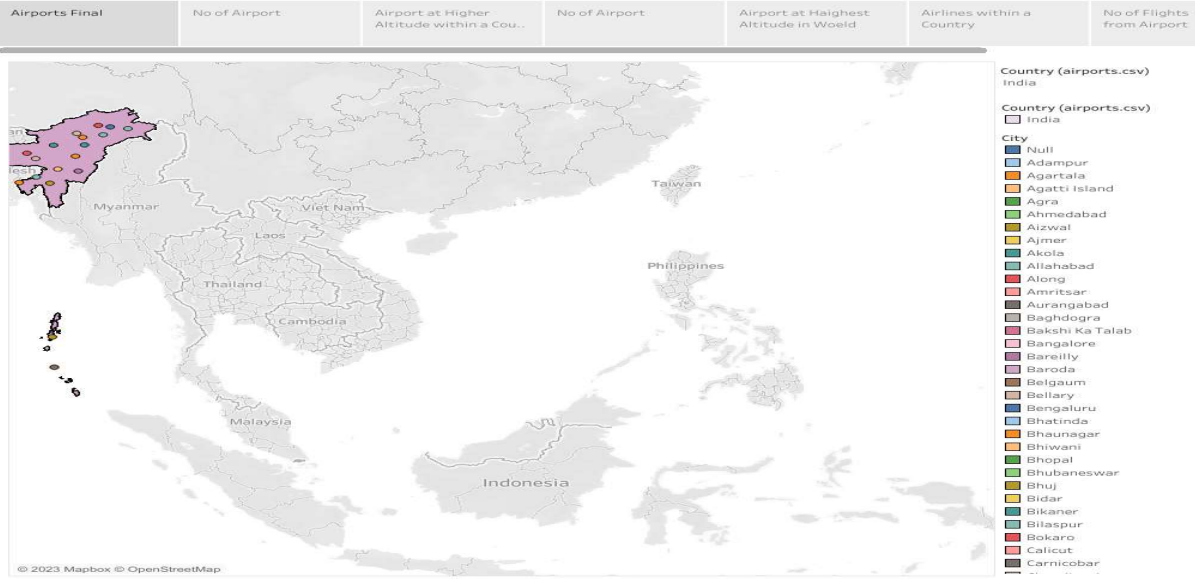 Airports Final
No of Airport
Airport at Higher
Altitude within a Cou..
No of Airport
Airport at Haighest
Altitude in Woeld
Airlines within a
Country
No of Flights
from Airport
Country (airports.csv)
India
Country (airports.csv)
India
City
Null
Adampur
Agartala
Agatti Island
Agra
Ahmedabad
Aizwal
Ajmer
Akola
Allahabad
Along
Amritsar
Aurangabad
Baghdogra
Bakshi Ka Talab
Bangalore
Bareilly
Baroda
Belgaum
Bellary
Bengaluru
Bhatinda
Bhaunagar
Bhiwani
Bhopal
Bhubaneswar
Bhuj
Bidar
Bikaner
Bilaspur
Bokaro
Calicut
Carnicobar
an
esh
Myanmar
Viet Nam
Laos
Thailand
Cambodia
Taiwan
Philippines
Malaysia
Indonesia
© 2023 Mapbox © OpenStreetMap